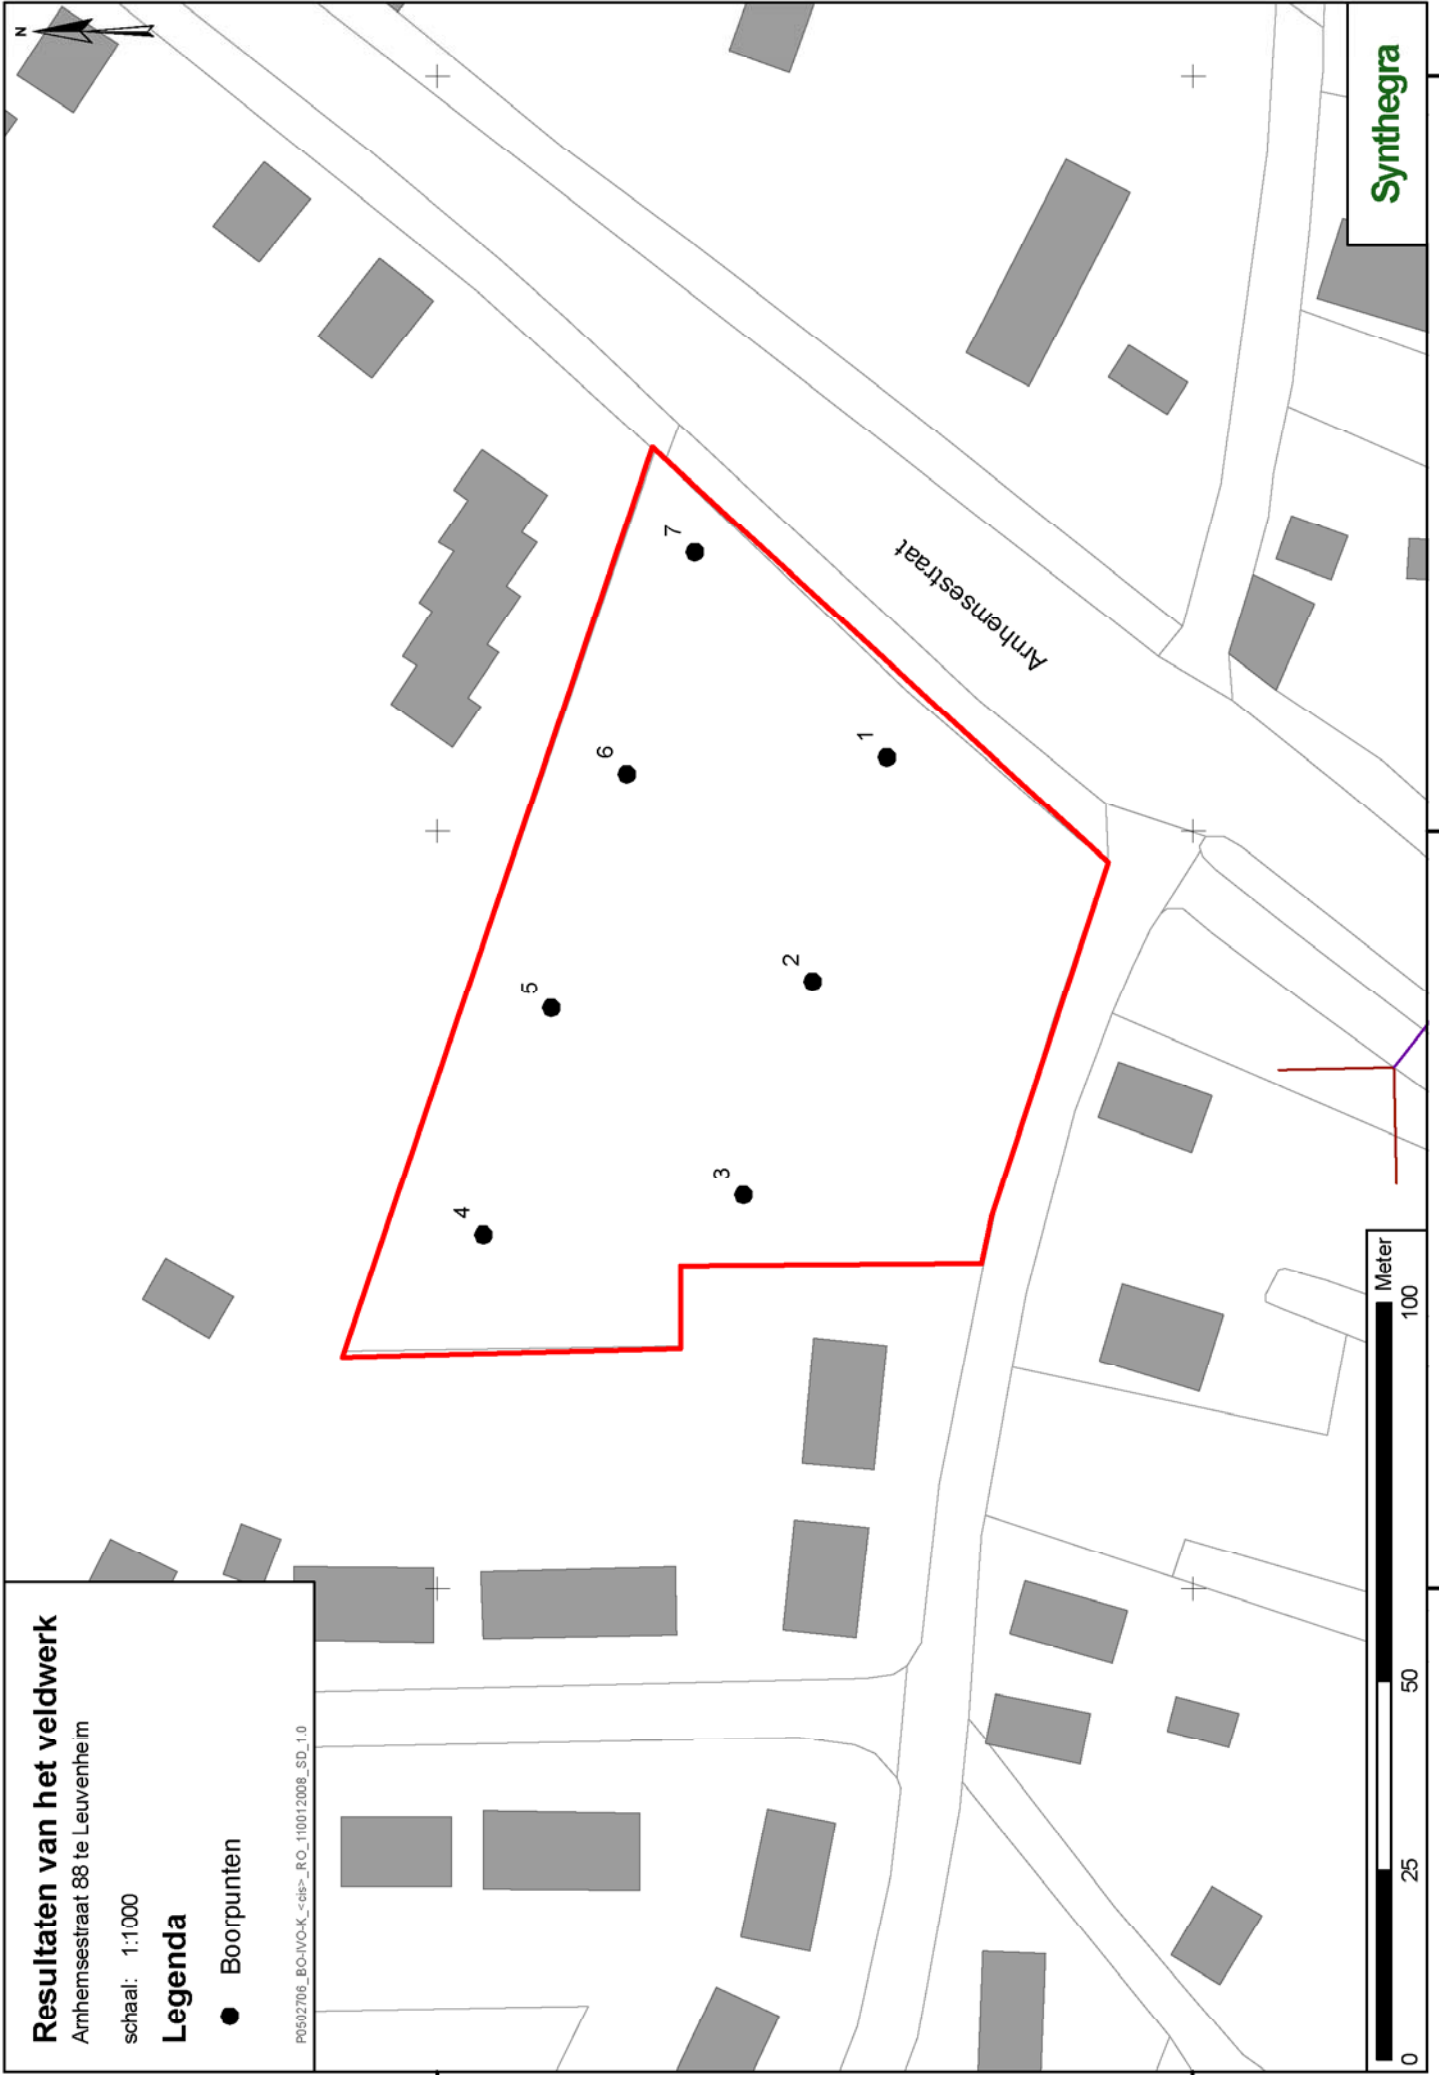 Resultaten van het veldwerk
Arnhemsestraat 88 te Leuvenheim
schaal: 1:1000
Legenda
Boorpunten
P0502706_BO-IVO-K_<cis>_RO_110012008_SD_1.0
N
4
5
6
7
3
2
1
Arnhemsestraat
Meter
0 25 50 100
Synthegra